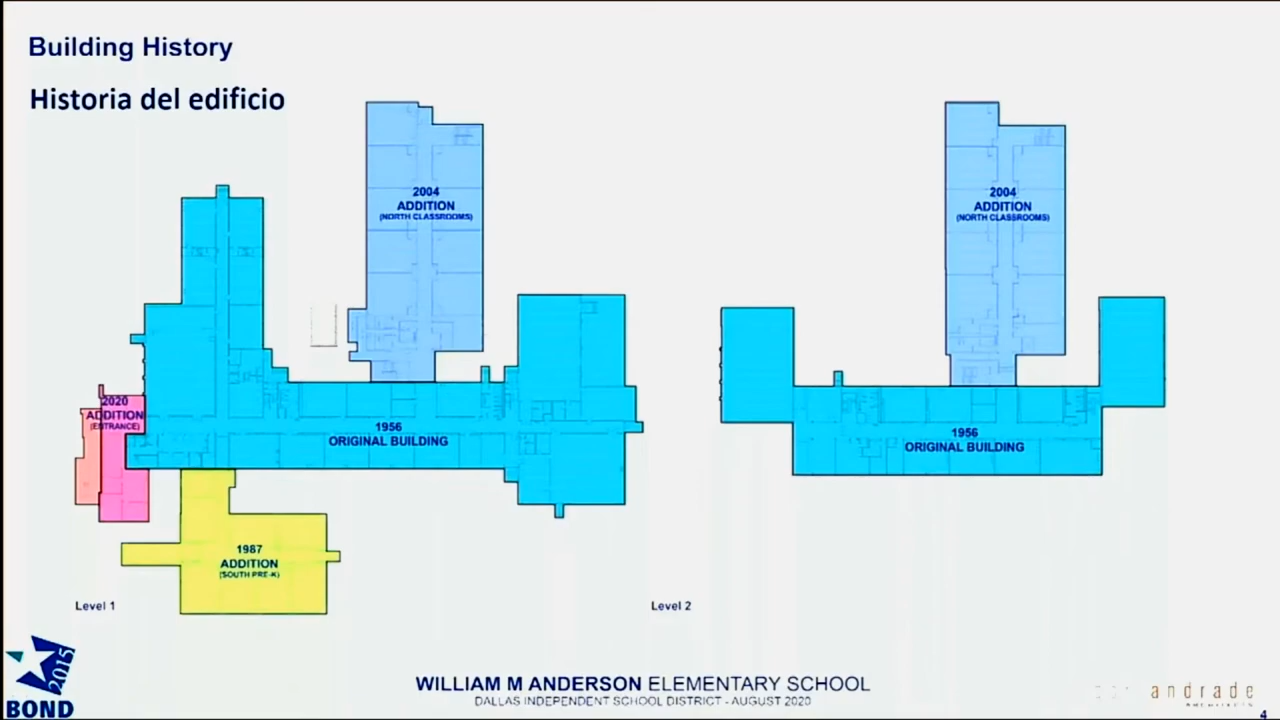 Building History
Historia del edificio
2004
ADDITION
(NORTH CLASSROOMS)
2004
ADDITION
(NORTH CLASSROOMS)
2020
ADDITION
(ENTRANCE)
1956
ORIGINAL BUILDING
1956
ORIGINAL BUILDING
1987
ADDITION
(SOUTH PRE-K)
Level 1
Level 2
2015
BOND
WILLIAM M ANDERSON ELEMENTARY SCHOOL
DALLAS INDEPENDENT SCHOOL DISTRICT - AUGUST 2020
andrade
ARCHITECTS
4